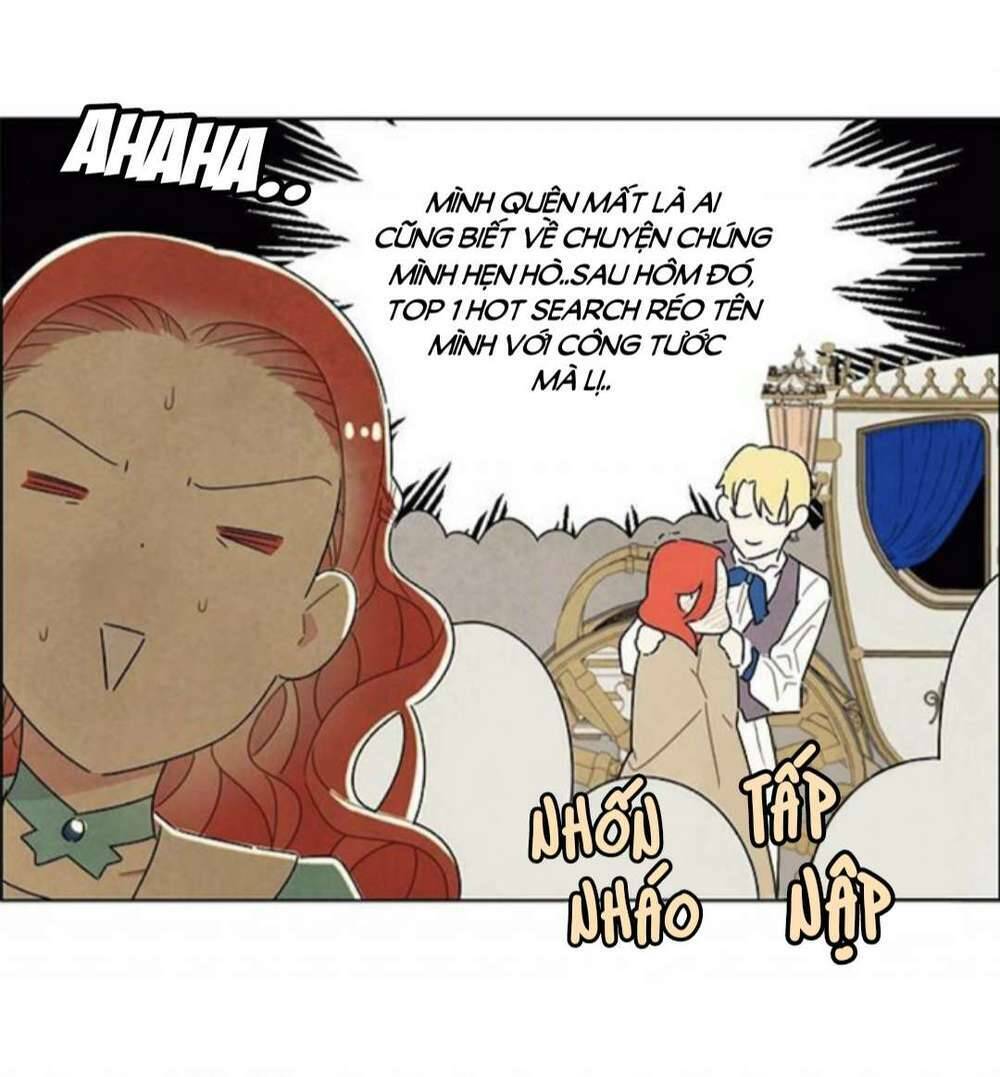 AHAHA..
MÌNH QUÊN MẤT LÀ AI
CŨNG BIẾT VỀ CHUYỆN CHÚNG
MÌNH HẸN HÒ..SAU HÔM ĐÓ,
TOP 1 HOT SEARCH RÉO TÊN
MÌNH VỚI CÔNG TƯỚC
MÀ LỊ..
NHỐN
NHÁO
TẤP
NẬP